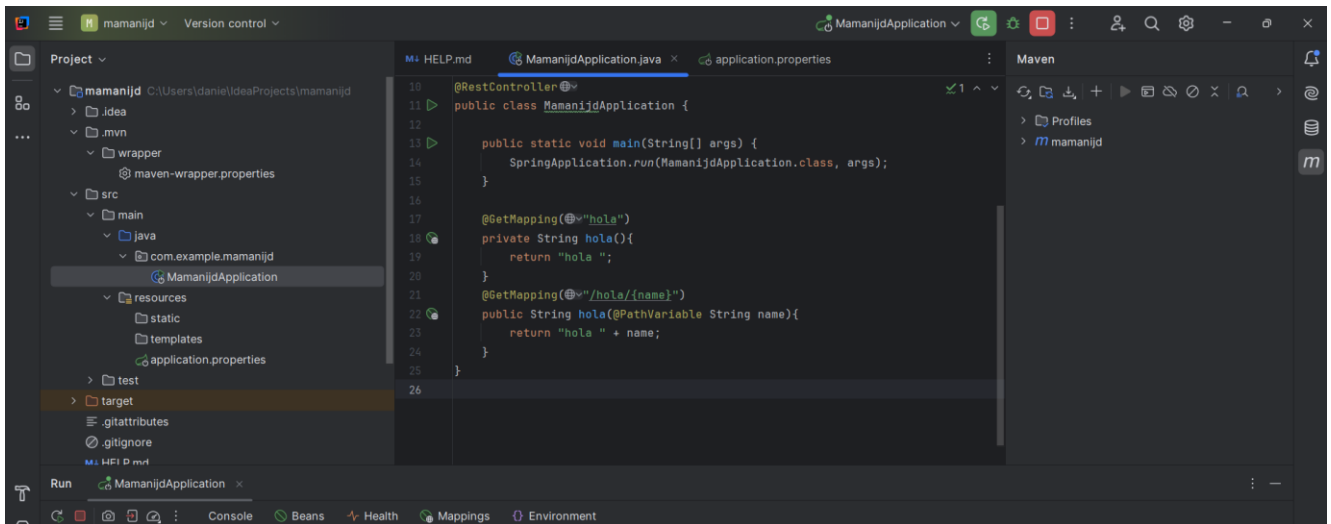 M mamanijd Version control MamanijdApplication
Project
mamanijd C:\Users\danie\IdeaProjects\mamanijd
.idea
.mvn
wrapper
maven-wrapper.properties
src
main
java
com.example.mamanijd
MamanijdApplication
resources
static
templates
application.properties
test
target
.gitattributes
.gitignore
M↓ HELP.md
M↓ HELP.md MamanijdApplication.java × application.properties
10 @RestController
1
11 public class MamanijdApplication {
12
13 public static void main(String[] args) {
14 SpringApplication.run(MamanijdApplication.class, args);
15 }
16
17 @GetMapping("hola")
18 private String hola(){
19 return "hola ";
20 }
21 @GetMapping("/hola/{name}")
22 public String hola(@PathVariable String name){
23 return "hola " + name;
24 }
25 }
26
Maven
Profiles
m mamanijd
m
Run MamanijdApplication ×
Console Beans Health Mappings {} Environment